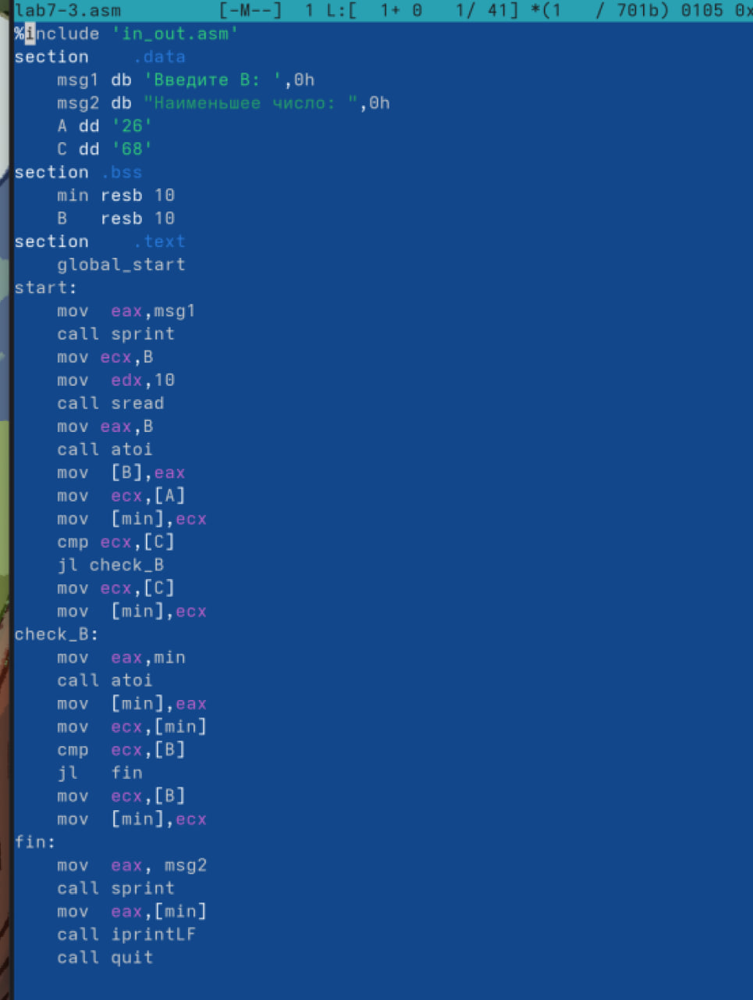 lab7-3.asm [-M--] 1 L:[ 1+ 0 1/ 41] *(1 / 701b) 0105 0x
%include 'in_out.asm'
section .data
msg1 db 'Введите B: ',0h
msg2 db "Наименьшее число: ",0h
A dd '26'
C dd '68'
section .bss
min resb 10
B resb 10
section .text
global_start
start:
mov eax,msg1
call sprint
mov ecx,B
mov edx,10
call sread
mov eax,B
call atoi
mov [B],eax
mov ecx,[A]
mov [min],ecx
cmp ecx,[C]
jl check_B
mov ecx,[C]
mov [min],ecx
check_B:
mov eax,min
call atoi
mov [min],eax
mov ecx,[min]
cmp ecx,[B]
jl fin
mov ecx,[B]
mov [min],ecx
fin:
mov eax, msg2
call sprint
mov eax,[min]
call iprintLF
call quit